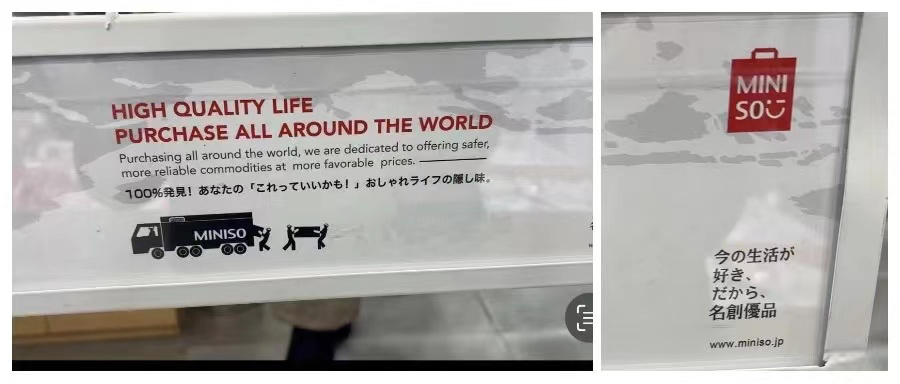 HIGH QUALITY LIFE
PURCHASE ALL AROUND THE WORLD
Purchasing all around the world, we are dedicated to offering safer,
more reliable commodities at more favorable prices.
100%発見！あなたの「これっていいかも！」おしゃれライフの隠し味。
MINISO
MINI
SO
今の生活が
好き、
だから、
名創優品
www.miniso.jp